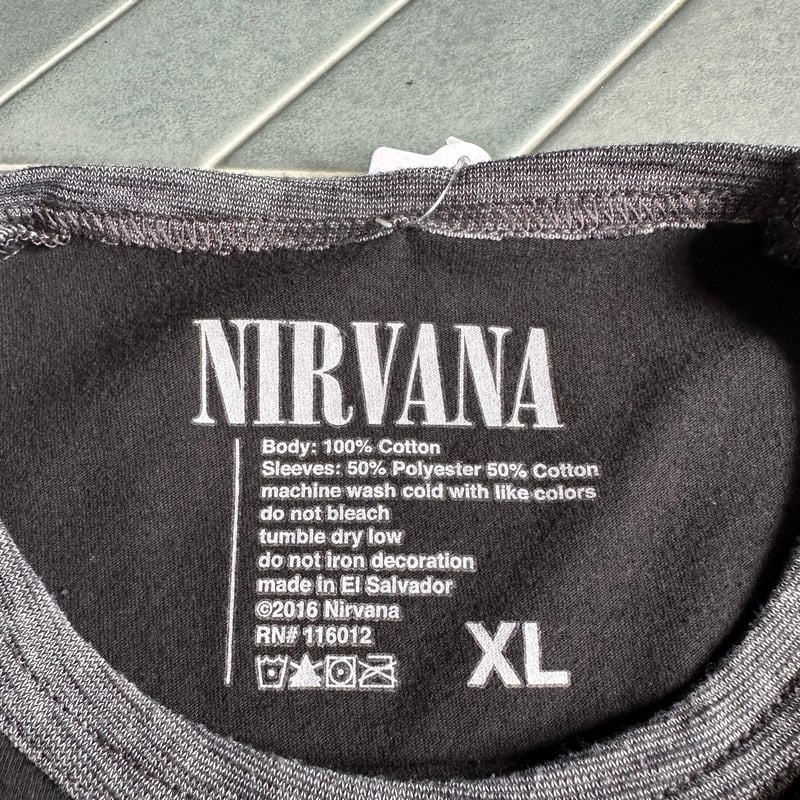 NIRVANA
Body: 100% Cotton
Sleeves: 50% Polyester 50% Cotton
machine wash cold with like colors
do not bleach
tumble dry low
do not iron decoration
made in El Salvador
©2016 Nirvana
RN# 116012
XL